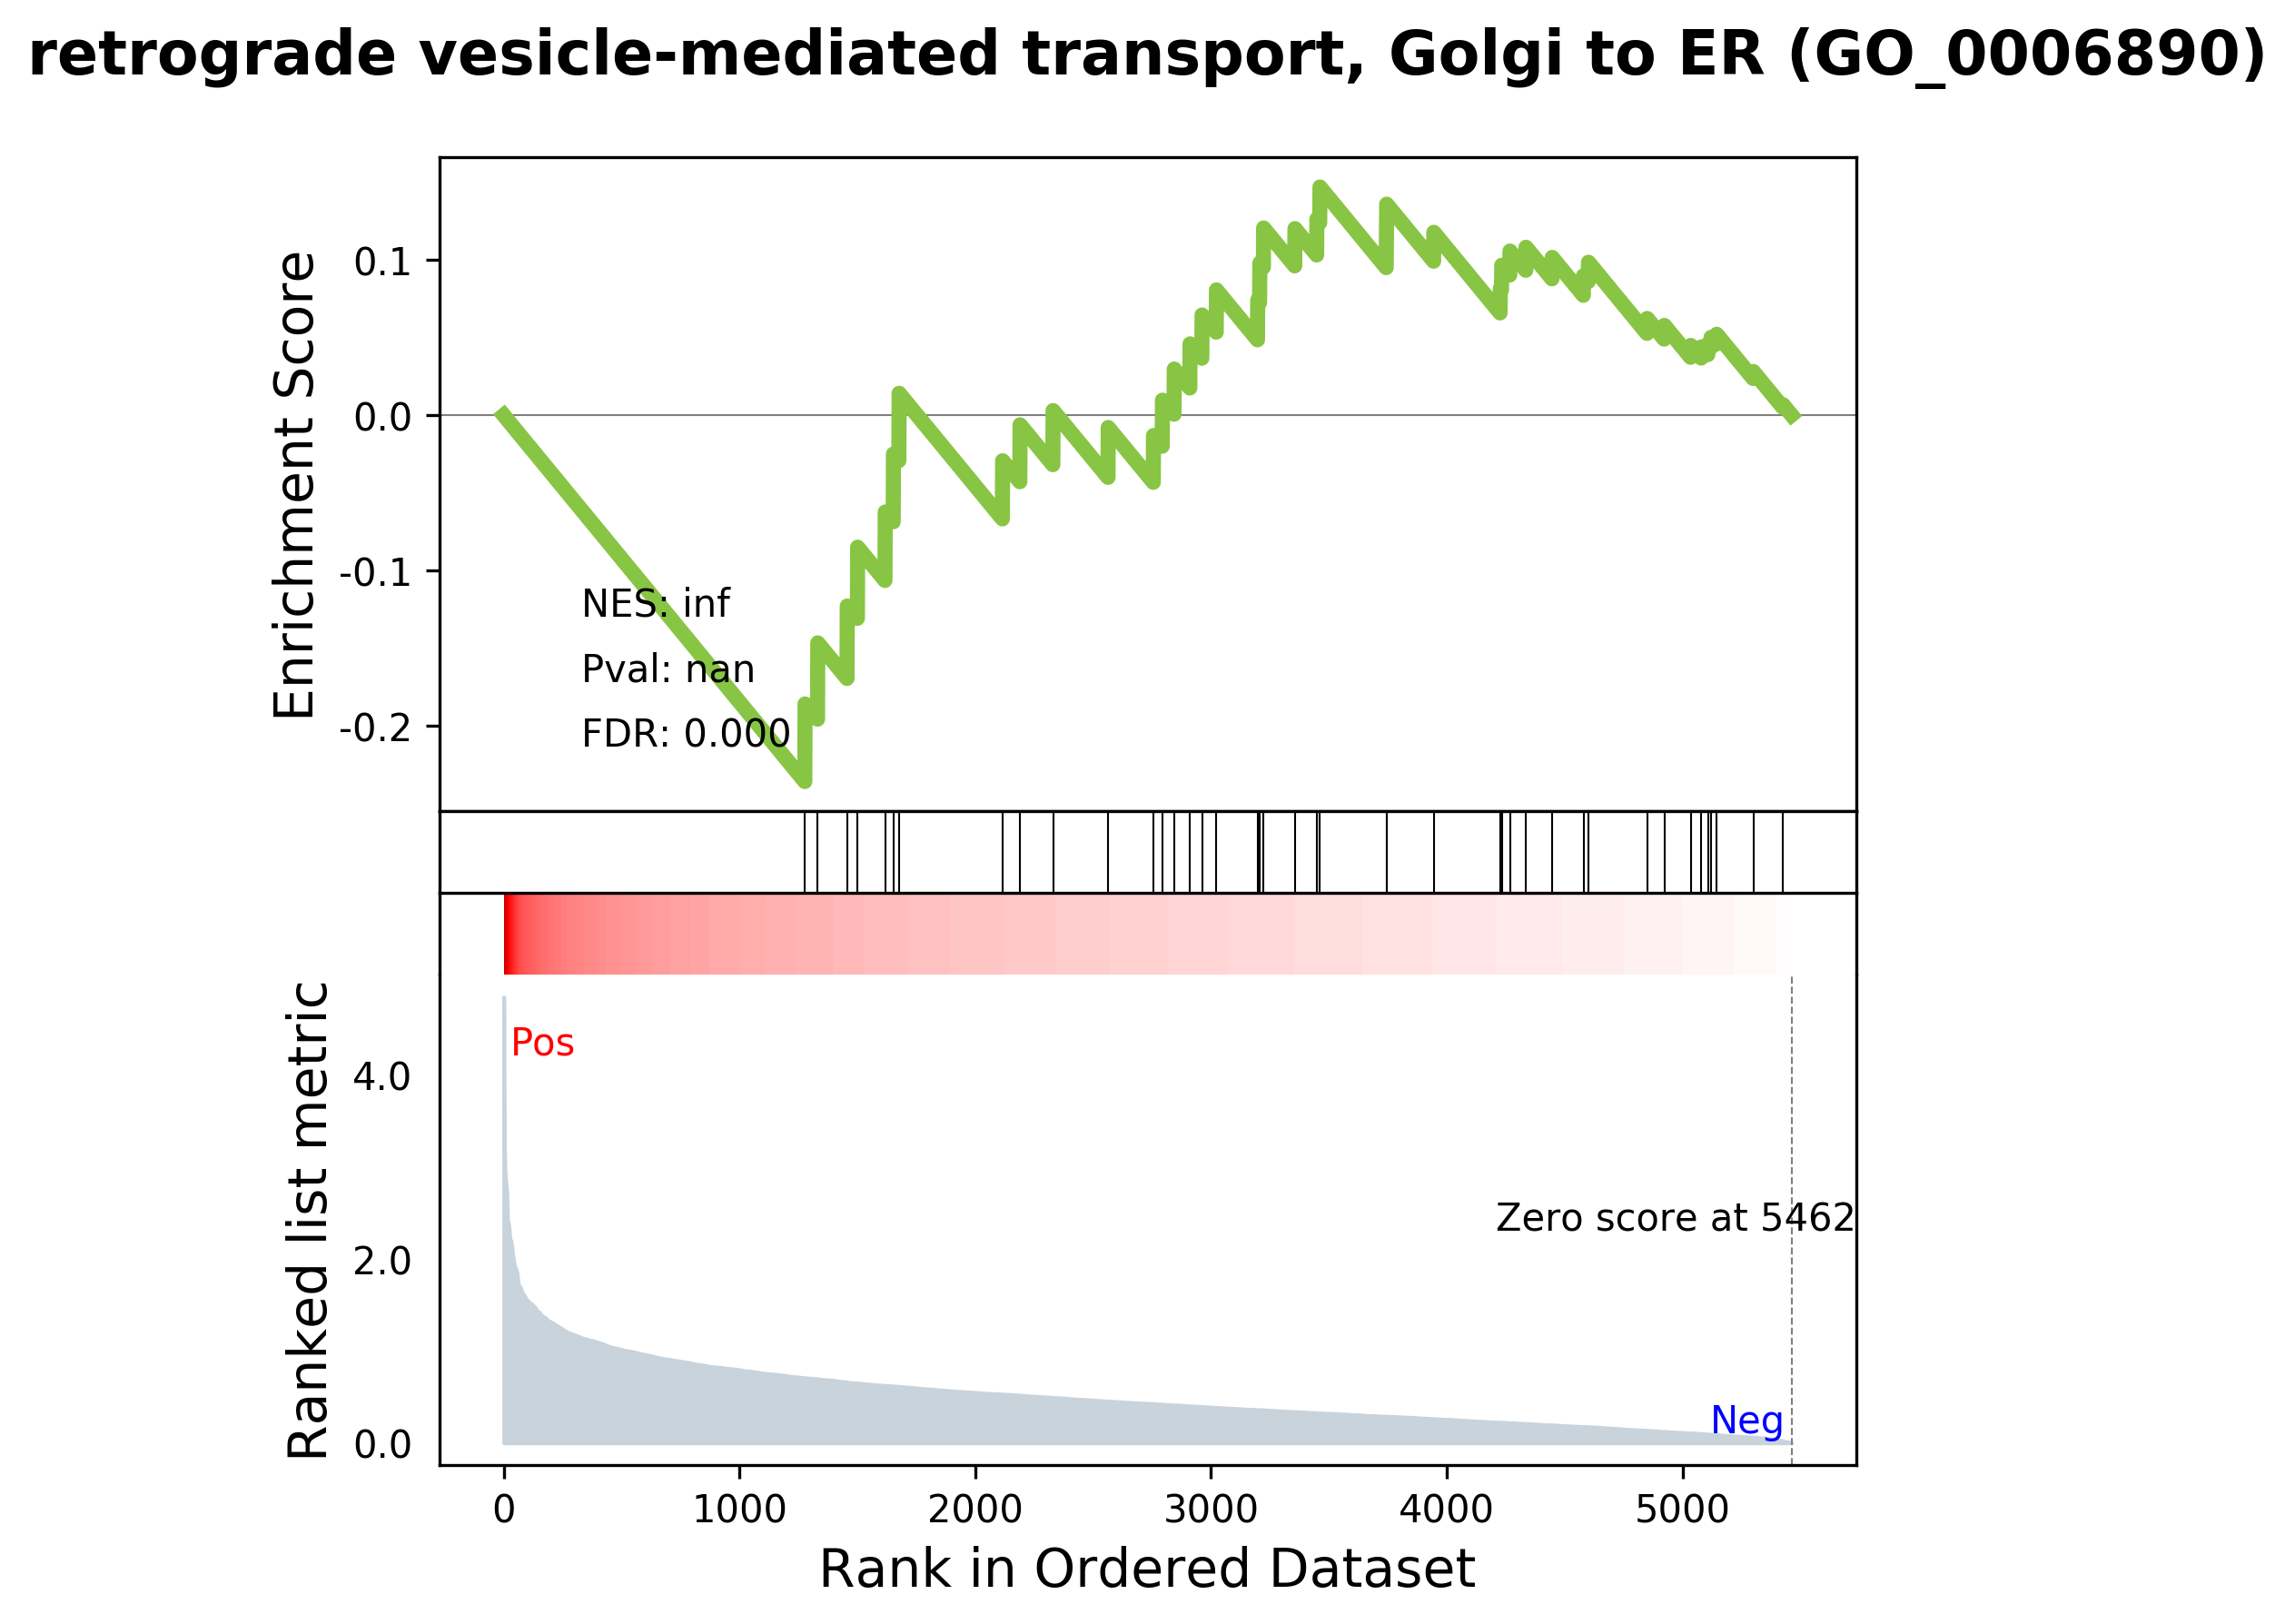 retrograde vesicle-mediated transport, Golgi to ER (GO_0006890)
Enrichment Score
0.1
0.0
-0.1
-0.2
NES: inf
Pval: nan
FDR: 0.000
Ranked list metric
Pos
4.0
2.0
0.0
Zero score at 5462
Neg
0 1000 2000 3000 4000 5000
Rank in Ordered Dataset